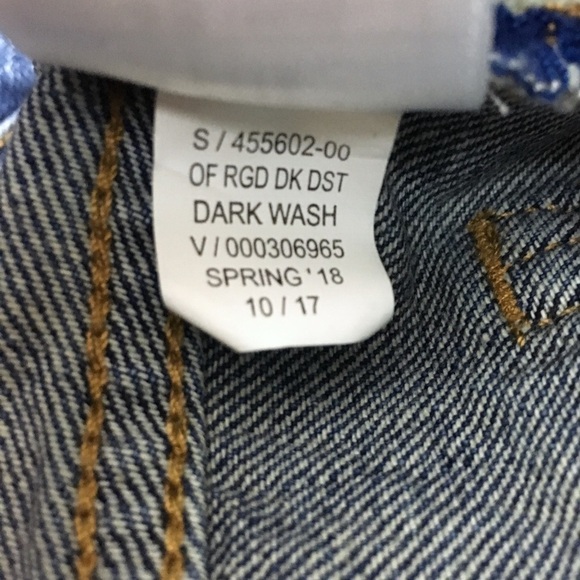 S / 455602-00
OF RGD DK DST
DARK WASH
V / 000306965
SPRING ' 18
10 / 17